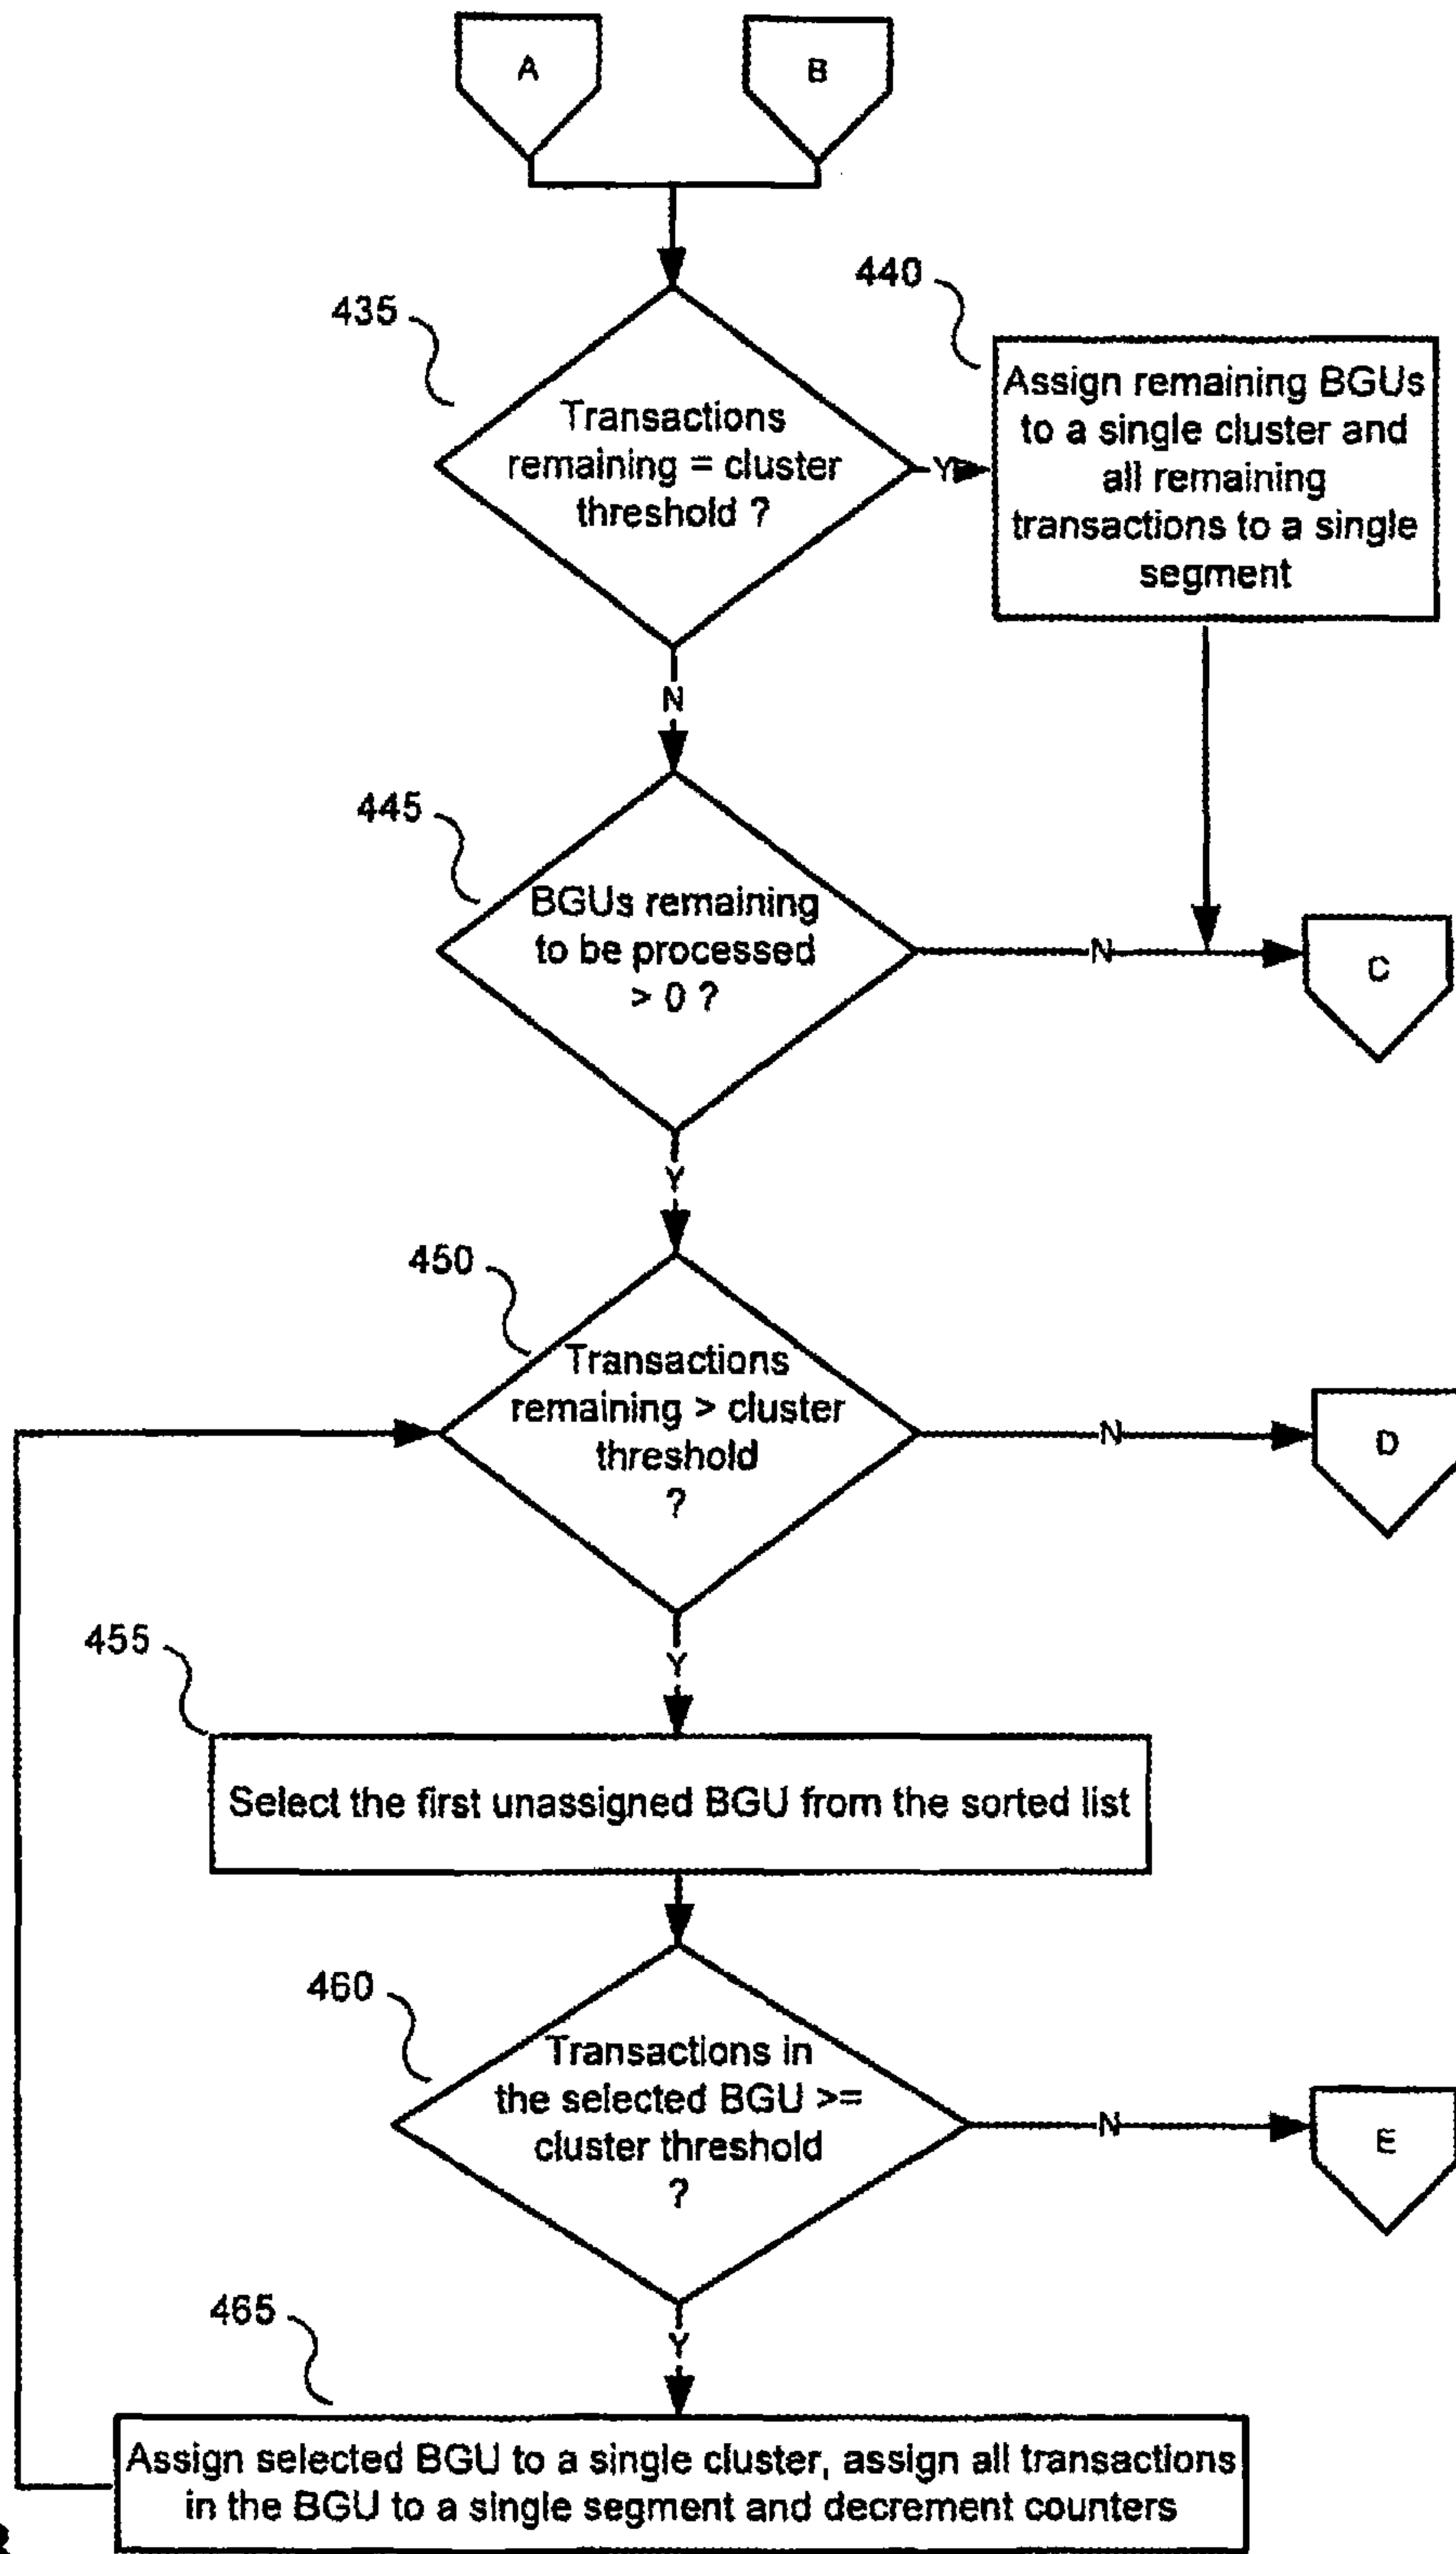 A
B
435
440
Transactions
remaining = cluster
threshold ?
Y
Assign remaining BGUs
to a single cluster and
all remaining
transactions to a single
segment
N
445
BGUs remaining
to be processed
> 0 ?
N
C
Y
450
Transactions
remaining > cluster
threshold
?
N
D
Y
455
Select the first unassigned BGU from the sorted list
460
Transactions in
the selected BGU >=
cluster threshold
?
N
E
Y
465
Assign selected BGU to a single cluster, assign all transactions
in the BGU to a single segment and decrement counters